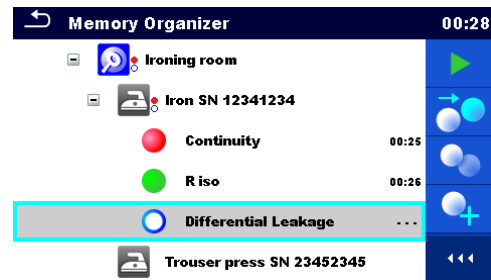 Memory Organizer 00:28
Ironing room
Iron SN 12341234
Continuity 00:25
R iso 00:26
Differential Leakage ---
Trouser press SN 23452345